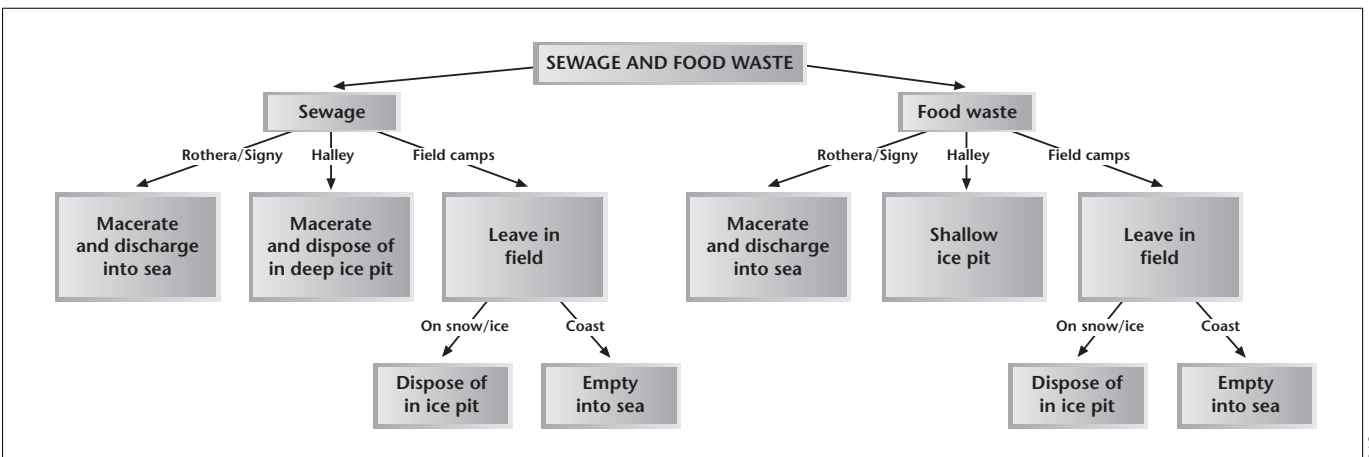 SEWAGE AND FOOD WASTE
Sewage
Food waste
Rothera/Signy
Halley
Field camps
Rothera/Signy
Halley
Field camps
Macerate
and discharge
into sea
Macerate
and dispose of
in deep ice pit
Leave in
field
Macerate
and discharge
into sea
Shallow
ice pit
Leave in
field
On snow/ice
Coast
On snow/ice
Coast
Dispose of
in ice pit
Empty
into sea
Dispose of
in ice pit
Empty
into sea